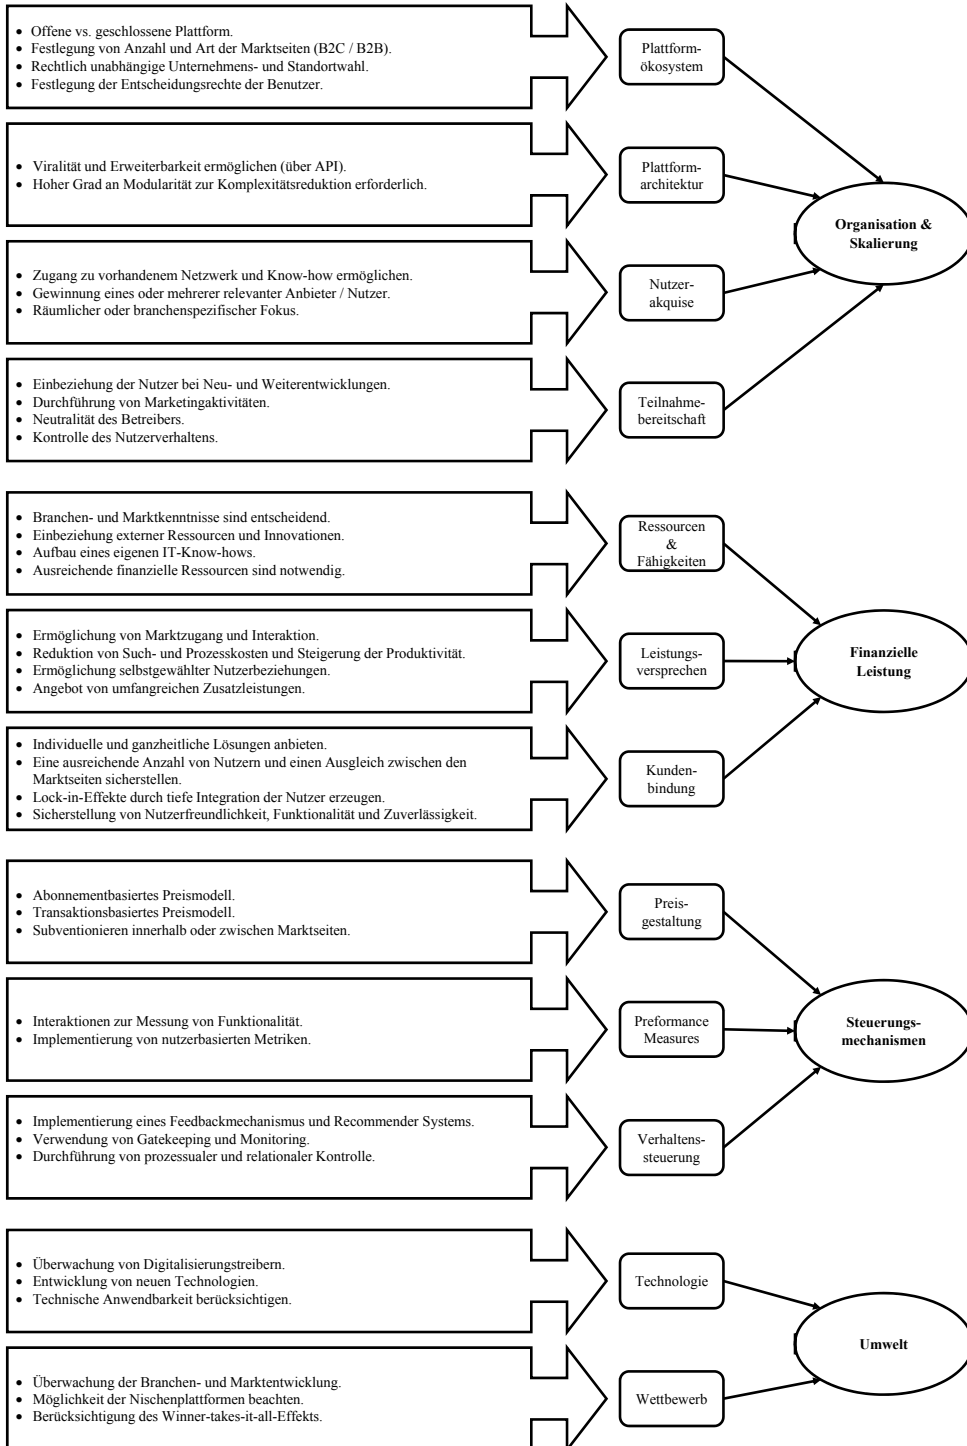 • Offene vs. geschlossene Plattform.
• Festlegung von Anzahl und Art der Marktseiten (B2C / B2B).
• Rechtlich unabhängige Unternehmens- und Standortwahl.
• Festlegung der Entscheidungsrechte der Benutzer.
Plattform-
ökosystem
• Viralität und Erweiterbarkeit ermöglichen (über API).
• Hoher Grad an Modularität zur Komplexitätsreduktion erforderlich.
Plattform-
architektur
Organisation &
Skalierung
• Zugang zu vorhandenem Netzwerk und Know-how ermöglichen.
• Gewinnung eines oder mehrerer relevanter Anbieter / Nutzer.
• Räumlicher oder branchenspezifischer Fokus.
Nutzer-
akquise
• Einbeziehung der Nutzer bei Neu- und Weiterentwicklungen.
• Durchführung von Marketingaktivitäten.
• Neutralität des Betreibers.
• Kontrolle des Nutzerverhaltens.
Teilnahme-
bereitschaft
• Branchen- und Marktkenntnisse sind entscheidend.
• Einbeziehung externer Ressourcen und Innovationen.
• Aufbau eines eigenen IT-Know-hows.
• Ausreichende finanzielle Ressourcen sind notwendig.
Ressourcen
&
Fähigkeiten
• Ermöglichung von Marktzugang und Interaktion.
• Reduktion von Such- und Prozesskosten und Steigerung der Produktivität.
• Ermöglichung selbstgewählter Nutzerbeziehungen.
• Angebot von umfangreichen Zusatzleistungen.
Leistungs-
versprechen
Finanzielle
Leistung
• Individuelle und ganzheitliche Lösungen anbieten.
• Eine ausreichende Anzahl von Nutzern und einen Ausgleich zwischen den
Marktseiten sicherstellen.
• Lock-in-Effekte durch tiefe Integration der Nutzer erzeugen.
• Sicherstellung von Nutzerfreundlichkeit, Funktionalität und Zuverlässigkeit.
Kunden-
bindung
• Abonnementbasiertes Preismodell.
• Transaktionsbasiertes Preismodell.
• Subventionieren innerhalb oder zwischen Marktseiten.
Preis-
gestaltung
• Interaktionen zur Messung von Funktionalität.
• Implementierung von nutzerbasierten Metriken.
Preformance
Measures
Steuerungs-
mechanismen
• Implementierung eines Feedbackmechanismus und Recommender Systems.
• Verwendung von Gatekeeping und Monitoring.
• Durchführung von prozessualer und relationaler Kontrolle.
Verhaltens-
steuerung
• Überwachung von Digitalisierungstreibern.
• Entwicklung von neuen Technologien.
• Technische Anwendbarkeit berücksichtigen.
Technologie
Umwelt
• Überwachung der Branchen- und Marktentwicklung.
• Möglichkeit der Nischenplattformen beachten.
• Berücksichtigung des Winner-takes-it-all-Effekts.
Wettbewerb